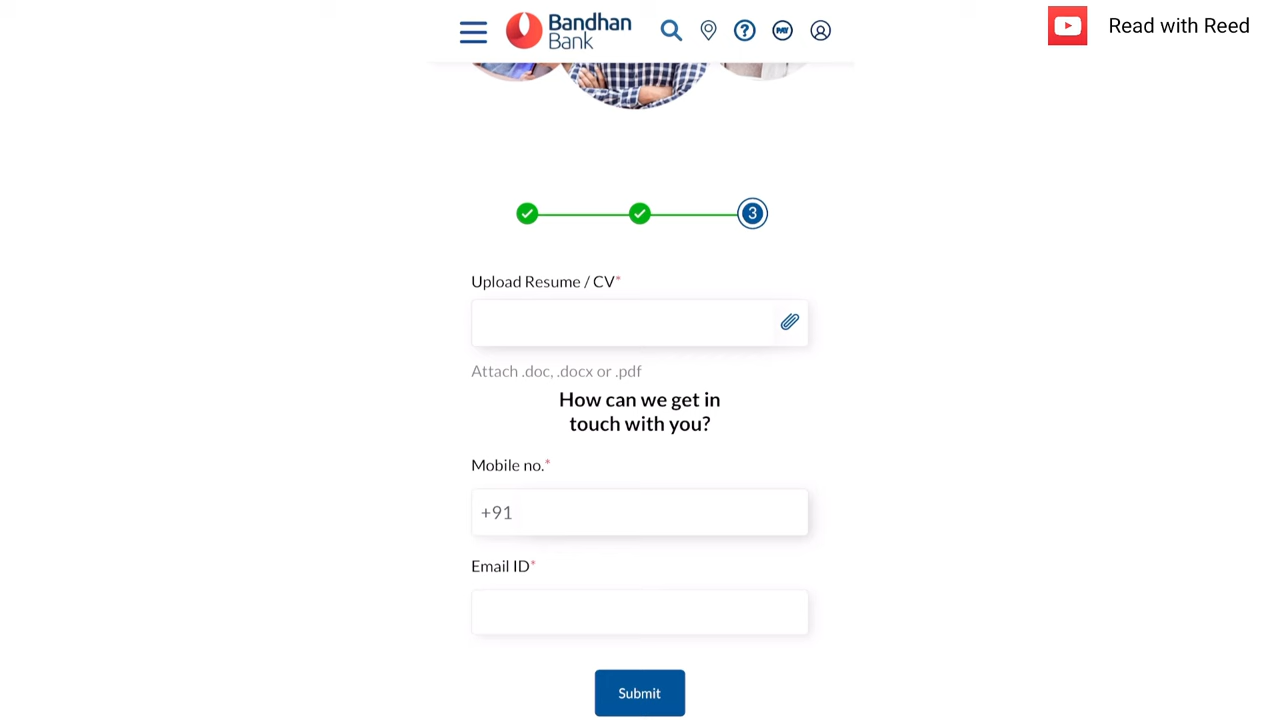 Bandhan
Bank
?
PAY
Read with Reed
3
Upload Resume / CV*
Attach .doc, .docx or .pdf
How can we get in
touch with you?
Mobile no.*
+91
Email ID*
Submit